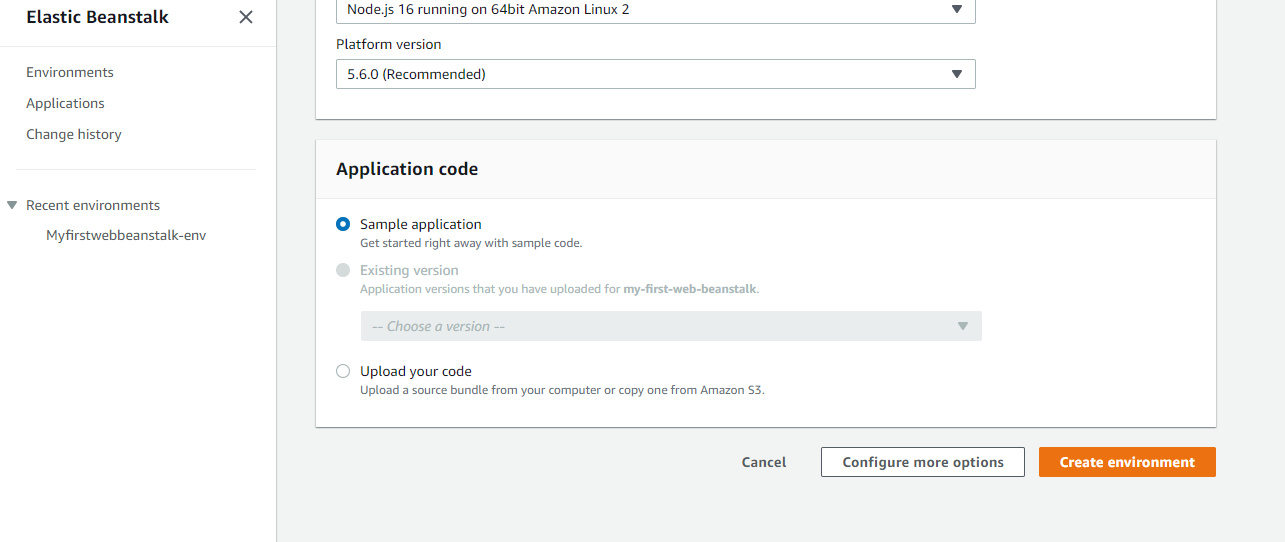 Elastic Beanstalk
Environments
Applications
Change history
Recent environments
Myfirstwebbeanstalk-env
Node.js 16 running on 64bit Amazon Linux 2
Platform version
5.6.0 (Recommended)
Application code
Sample application
Get started right away with sample code.
Existing version
Application versions that you have uploaded for my-first-web-beanstalk.
-- Choose a version --
Upload your code
Upload a source bundle from your computer or copy one from Amazon S3.
Cancel
Configure more options
Create environment